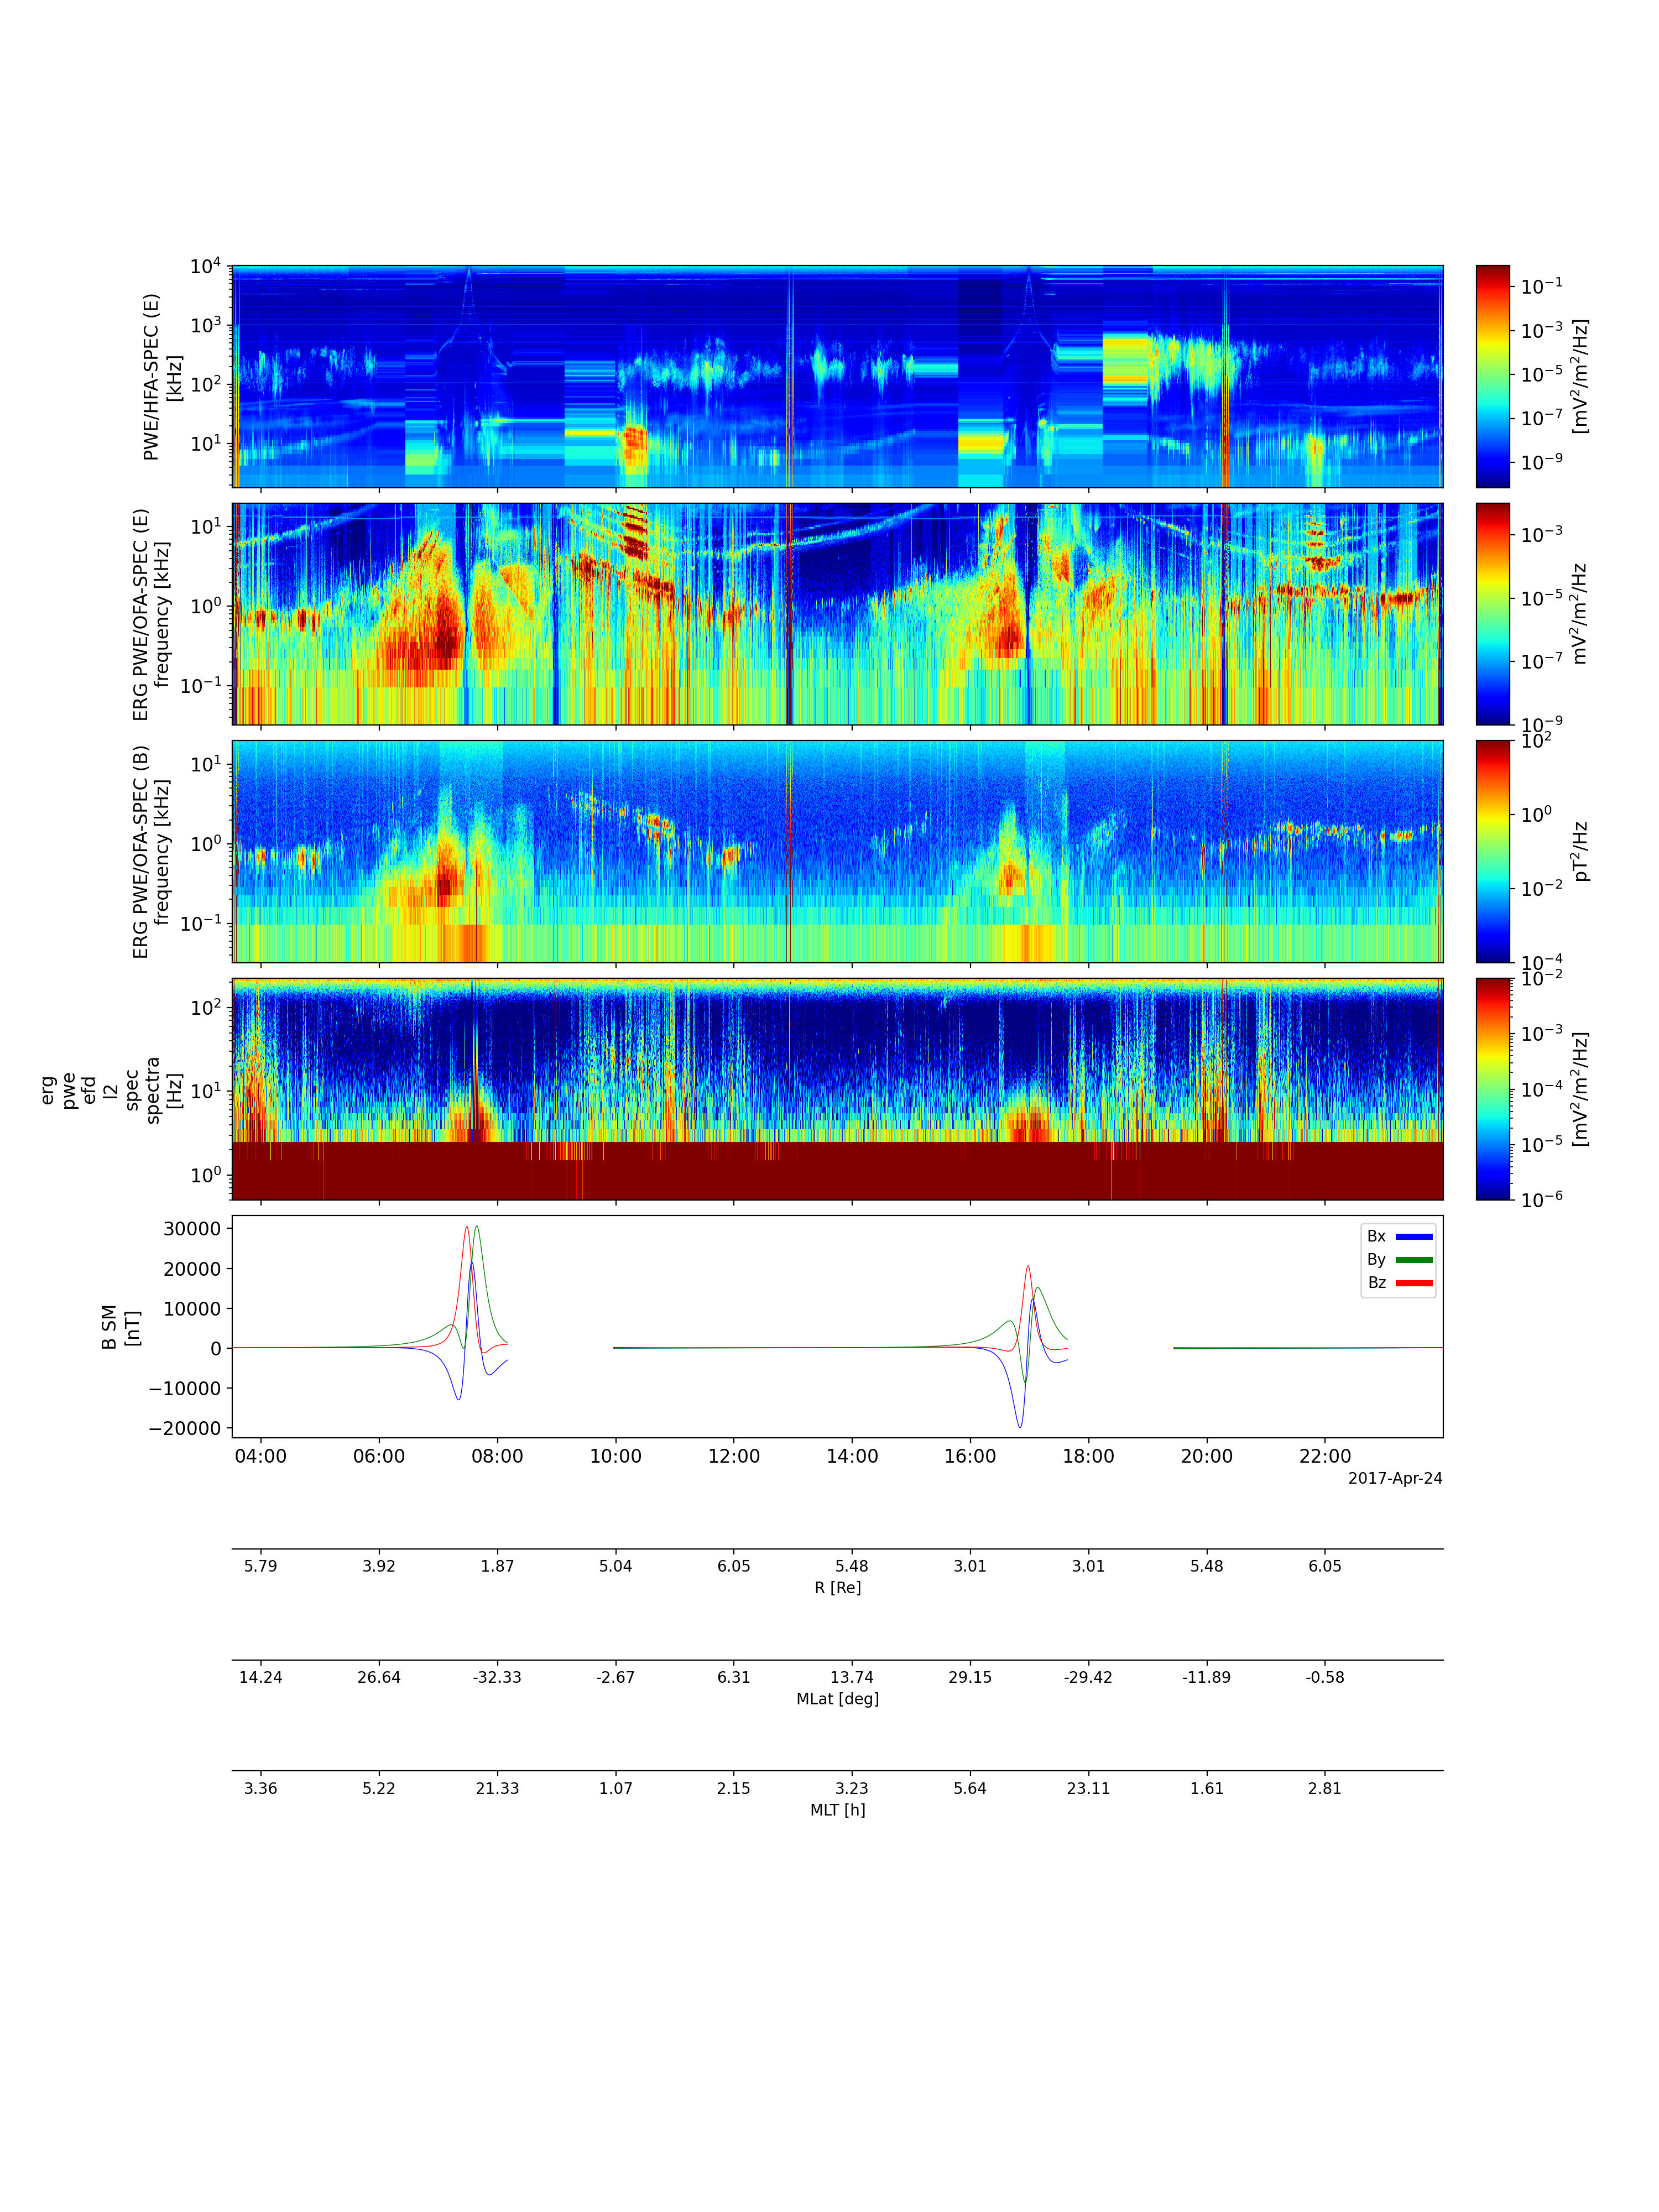 10^4
10^3
10^2
10^1
PWE/HFA-SPEC (E)
[kHz]
10^-1
10^-3
10^-5
10^-7
10^-9
[mV^2/m^2/Hz]
10^1
10^0
10^-1
ERG PWE/OFA-SPEC (E)
frequency [kHz]
10^-3
10^-5
10^-7
10^-9
mV^2/m^2/Hz
10^1
10^0
10^-1
ERG PWE/OFA-SPEC (B)
frequency [kHz]
10^2
10^0
10^-2
10^-4
pT^2/Hz
10^2
10^1
10^0
erg
pwe
efd
l2
spec
spectra
[Hz]
10^-2
10^-3
10^-4
10^-5
10^-6
[mV^2/m^2/Hz]
30000
20000
10000
0
−10000
−20000
B SM
[nT]
Bx
By
Bz
04:00 06:00 08:00 10:00 12:00 14:00 16:00 18:00 20:00 22:00
2017-Apr-24
5.79 3.92 1.87 5.04 6.05 5.48 3.01 3.01 5.48 6.05
R [Re]
14.24 26.64 -32.33 -2.67 6.31 13.74 29.15 -29.42 -11.89 -0.58
MLat [deg]
3.36 5.22 21.33 1.07 2.15 3.23 5.64 23.11 1.61 2.81
MLT [h]